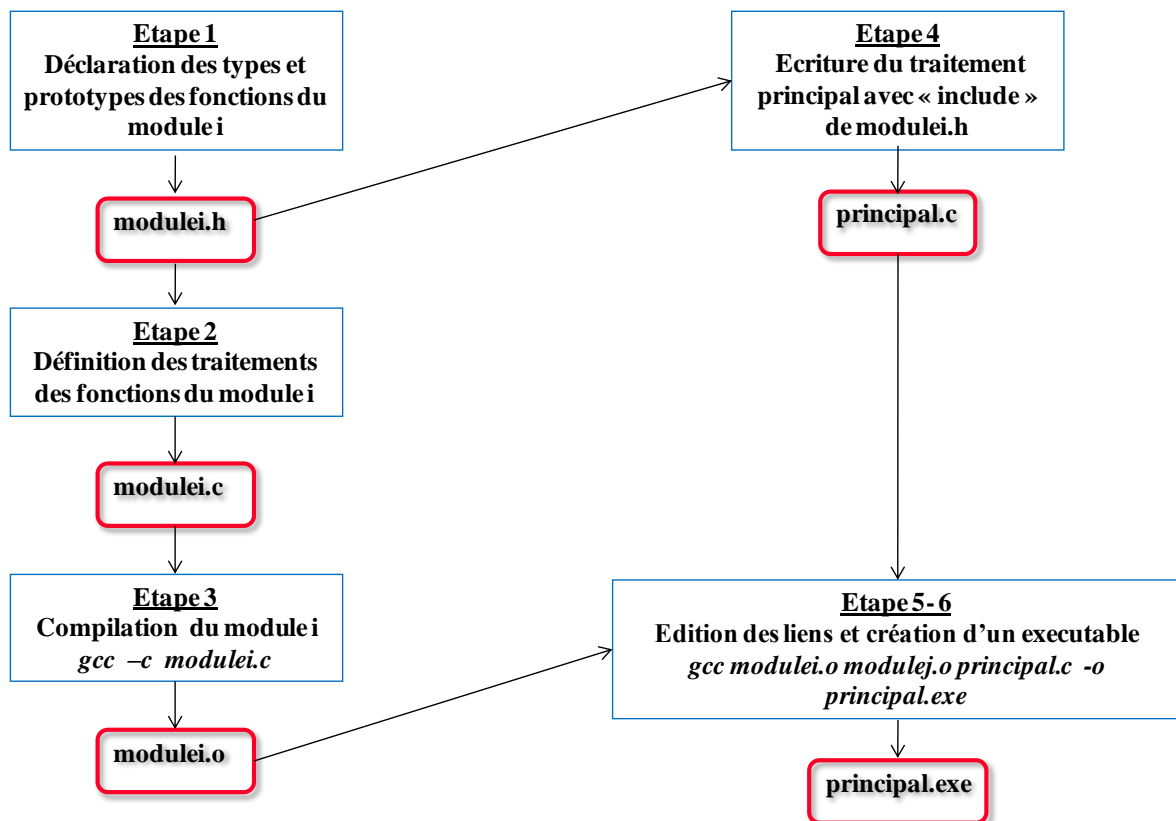 Etape 1
Déclaration des types et
prototypes des fonctions du
module i
modulei.h
Etape 2
Définition des traitements
des fonctions du module i
modulei.c
Etape 3
Compilation du module i
gcc –c modulei.c
modulei.o
Etape 4
Ecriture du traitement
principal avec « include »
de modulei.h
principal.c
Etape 5-6
Edition des liens et création d’un executable
gcc modulei.o modulej.o principal.c -o
principal.exe
principal.exe